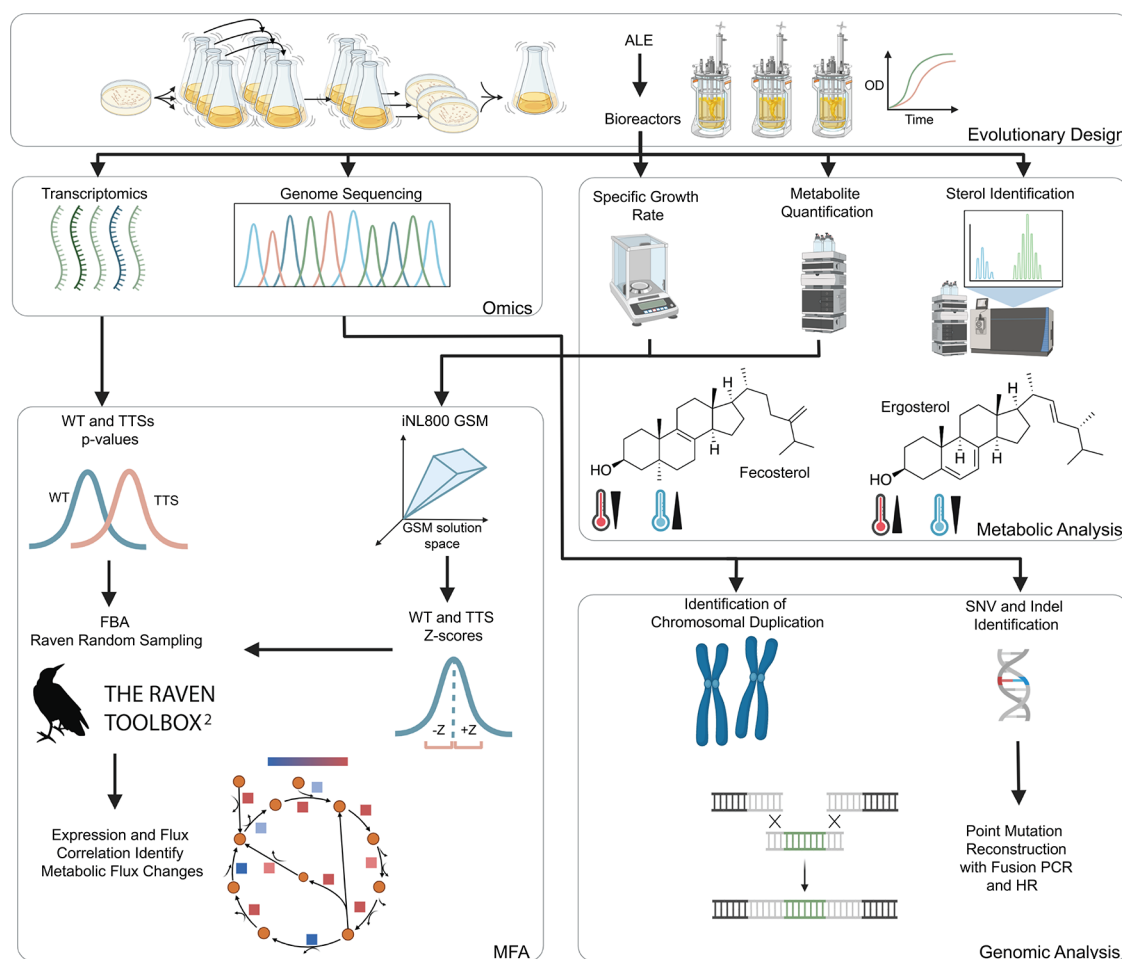 ALE
Bioreactors
OD
Time
Evolutionary Design
Transcriptomics
Genome Sequencing
Omics
Specific Growth
Rate
Metabolite
Quantification
Sterol Identification
H
H
HO
Fecosterol
Ergosterol
H
H
H
HO
Metabolic Analysis
WT and TTSs
p-values
WT
TTS
iNL800 GSM
GSM solution
space
FBA
Raven Random Sampling
WT and TTS
Z-scores
-Z
+Z
THE RAVEN
TOOLBOX²
Expression and Flux
Correlation Identify
Metabolic Flux Changes
MFA
Identification of
Chromosomal Duplication
SNV and Indel
Identification
Point Mutation
Reconstruction
with Fusion PCR
and HR
Genomic Analysis